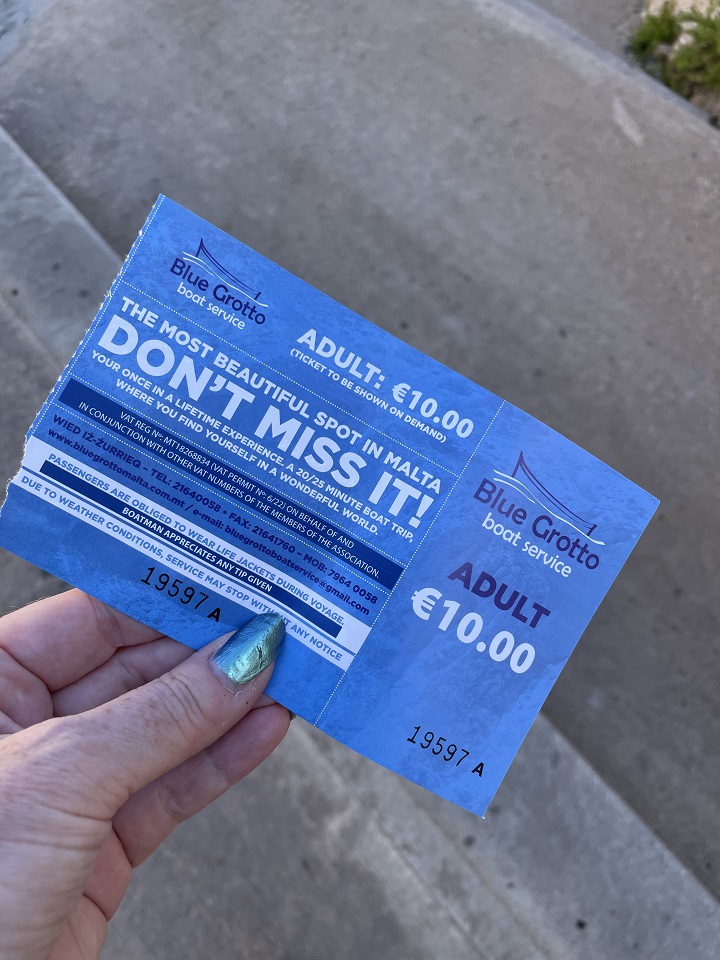 Blue Grotto
boat service
ADULT: €10.00
(TICKET TO BE SHOWN ON DEMAND)
THE MOST BEAUTIFUL SPOT IN MALTA
DON'T MISS IT!
YOUR ONCE IN A LIFETIME EXPERIENCE. A 20/25 MINUTE BOAT TRIP,
WHERE YOU FIND YOURSELF IN A WONDERFUL WORLD.
VAT REG Nº: MT18268834 (VAT PERMIT Nº 6/22) ON BEHALF OF AND
IN CONJUNCTION WITH OTHER VAT NUMBERS OF THE MEMBERS OF THE ASSOCIATION.
WIED IŻ-ŻURRIEQ - TEL: 21640058 • FAX: 21641760 - MOB: 7964 0058
www.bluegrottomalta.com.mt / e-mail: bluegrottoboatservice@gmail.com
PASSENGERS ARE OBLIGED TO WEAR LIFE JACKETS DURING VOYAGE.
BOATMAN APPRECIATES ANY TIP GIVEN
DUE TO WEATHER CONDITIONS, SERVICE MAY STOP WITHOUT ANY NOTICE
19597 A
Blue Grotto
boat service
ADULT
€10.00
19597 A